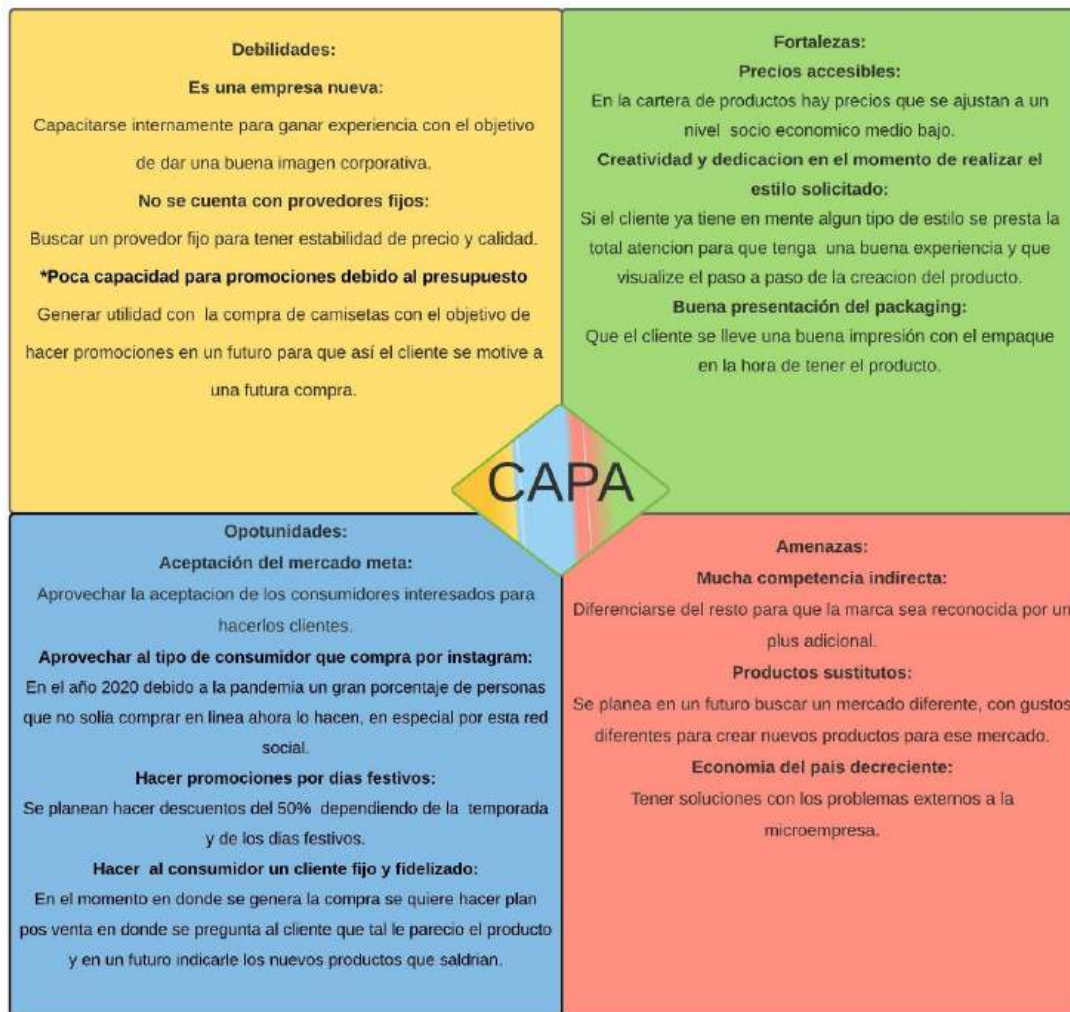 Debilidades:
Es una empresa nueva:
Capacitarse internamente para ganar experiencia con el objetivo
de dar una buena imagen corporativa.
No se cuenta con provedores fijos:
Buscar un provedor fijo para tener estabilidad de precio y calidad.
*Poca capacidad para promociones debido al presupuesto
Generar utilidad con la compra de camisetas con el objetivo de
hacer promociones en un futuro para que así el cliente se motive a
una futura compra.
Fortalezas:
Precios accesibles:
En la cartera de productos hay precios que se ajustan a un
nivel socio economico medio bajo.
Creatividad y dedicacion en el momento de realizar el
estilo solicitado:
Si el cliente ya tiene en mente algun tipo de estilo se presta la
total atencion para que tenga una buena experiencia y que
visualize el paso a paso de la creacion del producto.
Buena presentación del packaging:
Que el cliente se lleve una buena impresión con el empaque
en la hora de tener el producto.
CAPA
Opotunidades:
Aceptación del mercado meta:
Aprovechar la aceptacion de los consumidores interesados para
hacerlos clientes.
Aprovechar al tipo de consumidor que compra por instagram:
En el año 2020 debido a la pandemia un gran porcentaje de personas
que no solia comprar en linea ahora lo hacen, en especial por esta red
social.
Hacer promociones por dias festivos:
Se planean hacer descuentos del 50% dependiendo de la temporada
y de los dias festivos.
Hacer al consumidor un cliente fijo y fidelizado:
En el momento en donde se genera la compra se quiere hacer plan
pos venta en donde se pregunta al cliente que tal le parecio el producto
y en un futuro indicarle los nuevos productos que saldrian.
Amenazas:
Mucha competencia indirecta:
Diferenciarse del resto para que la marca sea reconocida por un
plus adicional.
Productos sustitutos:
Se planea en un futuro buscar un mercado diferente, con gustos
diferentes para crear nuevos productos para ese mercado.
Economia del pais decreciente:
Tener soluciones con los problemas externos a la
microempresa.